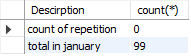 Descirption count(*)
count of repetition 0
total in january 99